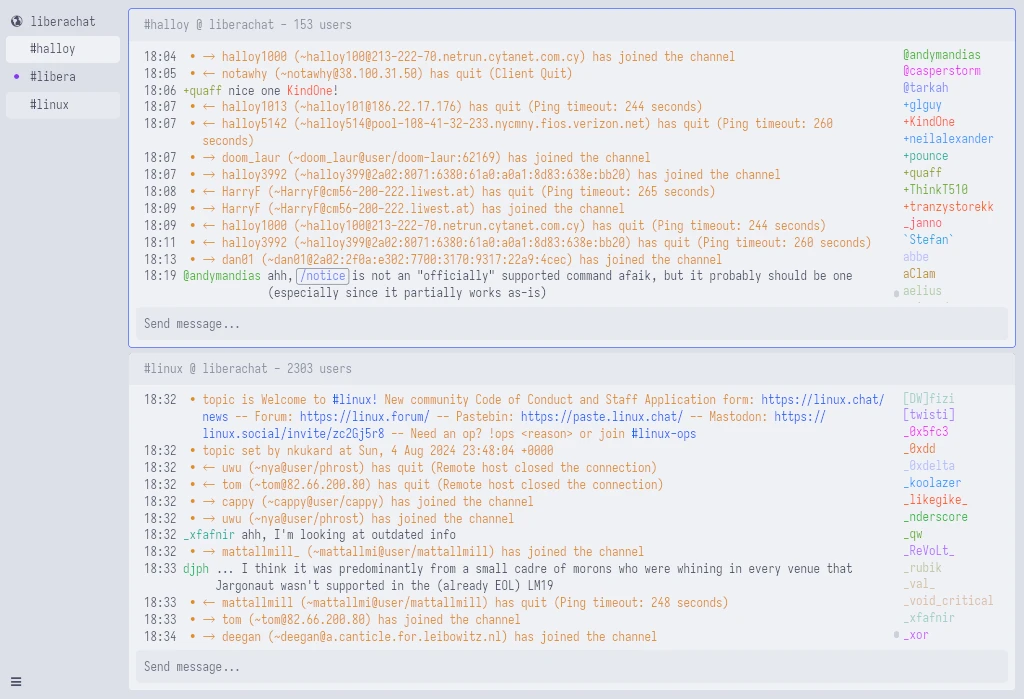 liberachat
#halloy
#libera
#linux
#halloy @ liberachat – 153 users
18:04 • → halloy1000 (~halloy100@213-222-70.netrun.cytanet.com.cy) has joined the channel
18:05 • ← notawhy (~notawhy@38.100.31.50) has quit (Client Quit)
18:06 +quaff nice one KindOne!
18:07 • ← halloy1013 (~halloy101@186.22.17.176) has quit (Ping timeout: 244 seconds)
18:07 • ← halloy5142 (~halloy514@pool-108-41-32-233.nycmny.fios.verizon.net) has quit (Ping timeout: 260
seconds)
18:07 • → doom_laur (~doom_laur@user/doom-laur:62169) has joined the channel
18:07 • → halloy3992 (~halloy399@2a02:8071:6380:61a0:a0a1:8d83:638e:bb20) has joined the channel
18:08 • ← HarryF (~HarryF@cm56-200-222.liwest.at) has quit (Ping timeout: 265 seconds)
18:09 • → HarryF (~HarryF@cm56-200-222.liwest.at) has joined the channel
18:09 • ← halloy1000 (~halloy100@213-222-70.netrun.cytanet.com.cy) has quit (Ping timeout: 244 seconds)
18:11 • ← halloy3992 (~halloy399@2a02:8071:6380:61a0:a0a1:8d83:638e:bb20) has quit (Ping timeout: 260 seconds)
18:13 • → dan01 (~dan01@2a02:2f0a:e302:7700:3170:9317:22a9:4cec) has joined the channel
18:19 @andymandias ahh, /notice is not an "officially" supported command afaik, but it probably should be one
(especially since it partially works as-is)
@andymandias
@casperstorm
@tarkah
+glguy
+KindOne
+neilalexander
+pounce
+quaff
+ThinkT510
+tranzystorekk
_janno
`Stefan`
abbe
aClam
aelius
Send message...
#linux @ liberachat – 2303 users
18:32 • topic is Welcome to #linux! New community Code of Conduct and Staff Application form: https://linux.chat/
news -- Forum: https://linux.forum/ -- Pastebin: https://paste.linux.chat/ -- Mastodon: https://
linux.social/invite/zc2Gj5r8 -- Need an op? !ops <reason> or join #linux-ops
18:32 • topic set by nkukard at Sun, 4 Aug 2024 23:48:04 +0000
18:32 • ← uwu (~nya@user/phrost) has quit (Remote host closed the connection)
18:32 • ← tom (~tom@82.66.200.80) has quit (Remote host closed the connection)
18:32 • → cappy (~cappy@user/cappy) has joined the channel
18:32 • → uwu (~nya@user/phrost) has joined the channel
18:32 _xfafnir ahh, I'm looking at outdated info
18:32 • → mattallmill_ (~mattallmi@user/mattallmill) has joined the channel
18:33 djph ... I think it was predominantly from a small cadre of morons who were whining in every venue that
Jargonaut wasn't supported in the (already EOL) LM19
18:33 • ← mattallmill (~mattallmi@user/mattallmill) has quit (Ping timeout: 248 seconds)
18:33 • → tom (~tom@82.66.200.80) has joined the channel
18:34 • → deegan (~deegan@a.canticle.for.leibowitz.nl) has joined the channel
[DW]fizi
[twisti]
_0x5fc3
_0xdd
_0xdelta
_koolazer
_likegike_
_nderscore
_qw
_ReVoLt_
_rubik
_val_
_void_critical
_xfafnir
_xor
Send message...